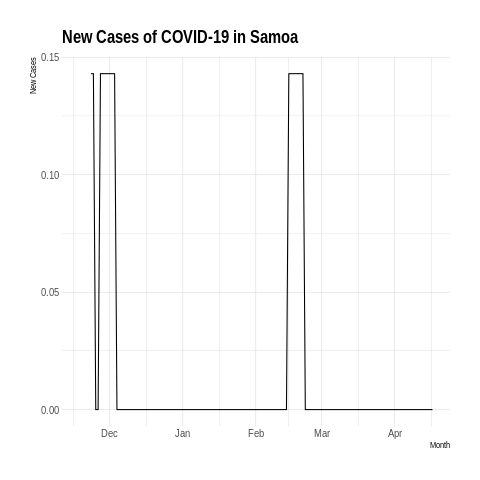 New Cases of COVID-19 in Samoa
New Cases
0.15
0.10
0.05
0.00
Dec Jan Feb Mar Apr
Month